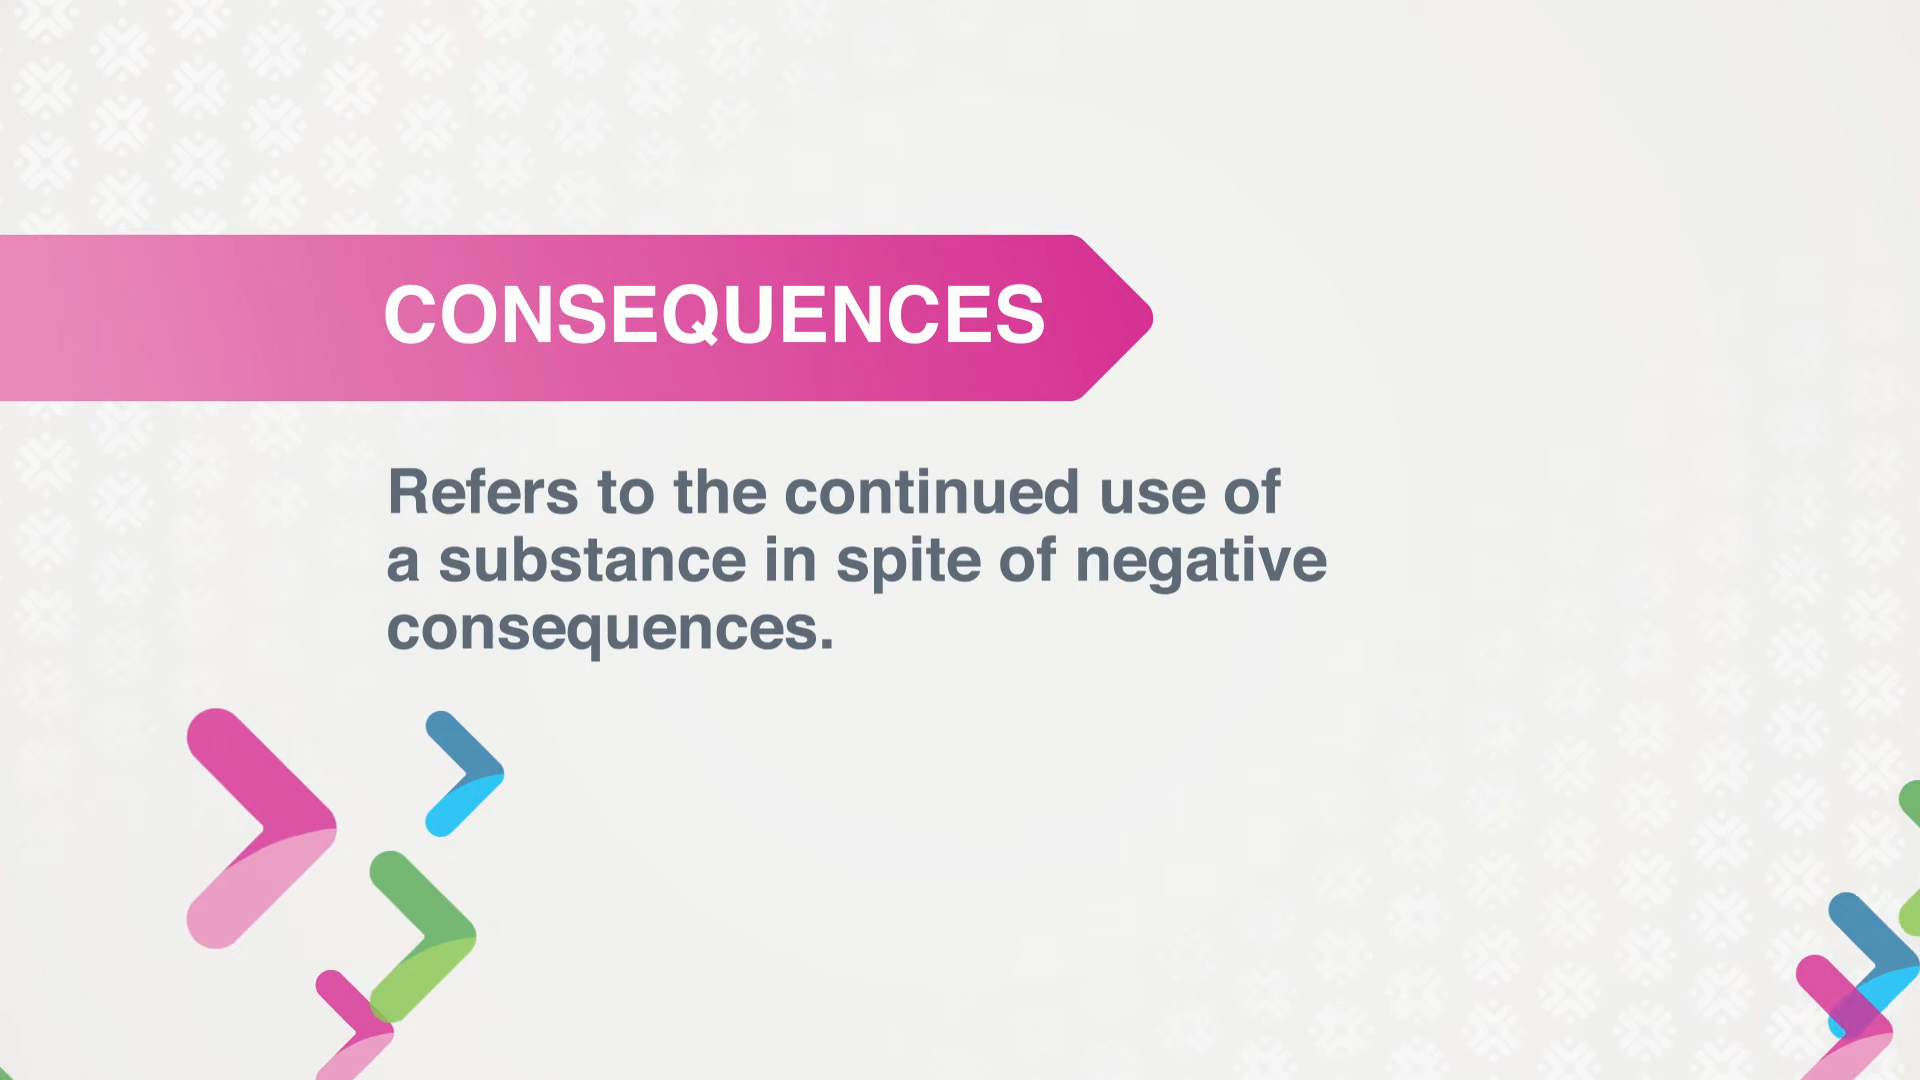 CONSEQUENCES
Refers to the continued use of
a substance in spite of negative
consequences.